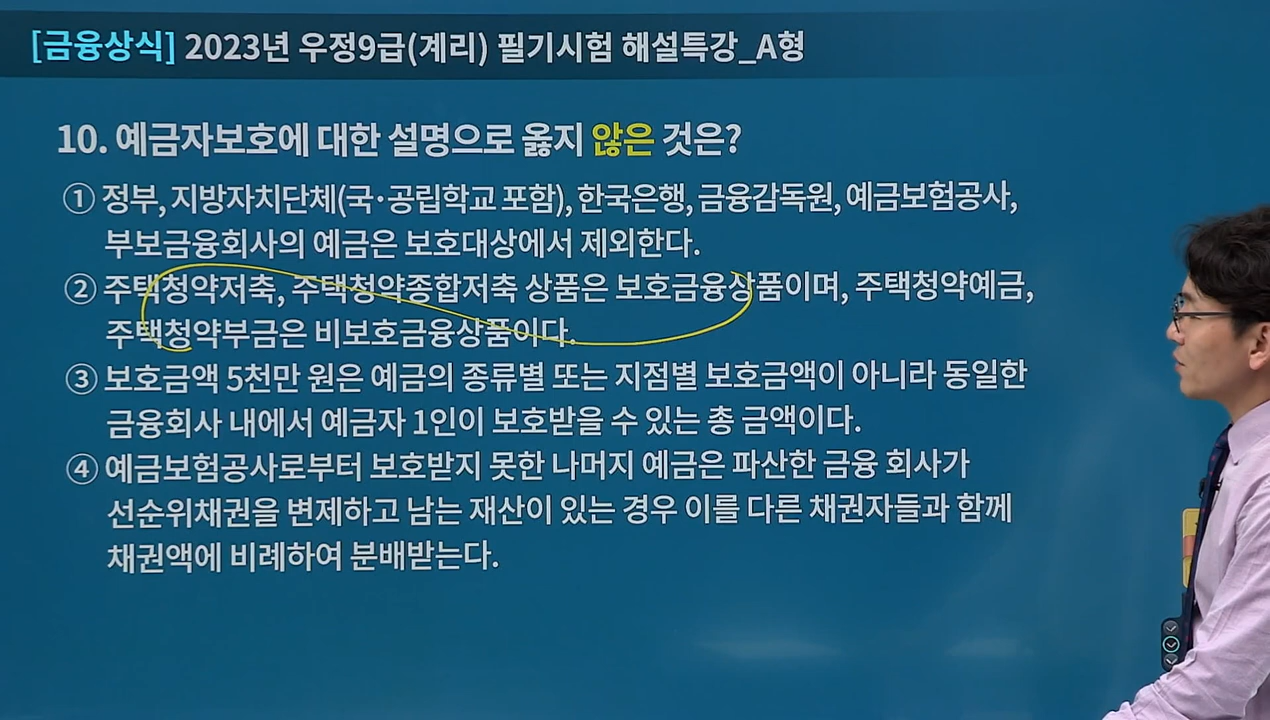 [금융상식] 2023년 우정9급(계리) 필기시험 해설특강_A형
10. 예금자보호에 대한 설명으로 옳지 않은 것은?
① 정부, 지방자치단체(국·공립학교 포함), 한국은행, 금융감독원, 예금보험공사,
부보금융회사의 예금은 보호대상에서 제외한다.
② 주택청약저축, 주택청약종합저축 상품은 보호금융상품이며, 주택청약예금,
주택청약부금은 비보호금융상품이다.
③ 보호금액 5천만 원은 예금의 종류별 또는 지점별 보호금액이 아니라 동일한
금융회사 내에서 예금자 1인이 보호받을 수 있는 총 금액이다.
④ 예금보험공사로부터 보호받지 못한 나머지 예금은 파산한 금융 회사가
선순위채권을 변제하고 남는 재산이 있는 경우 이를 다른 채권자들과 함께
채권액에 비례하여 분배받는다.